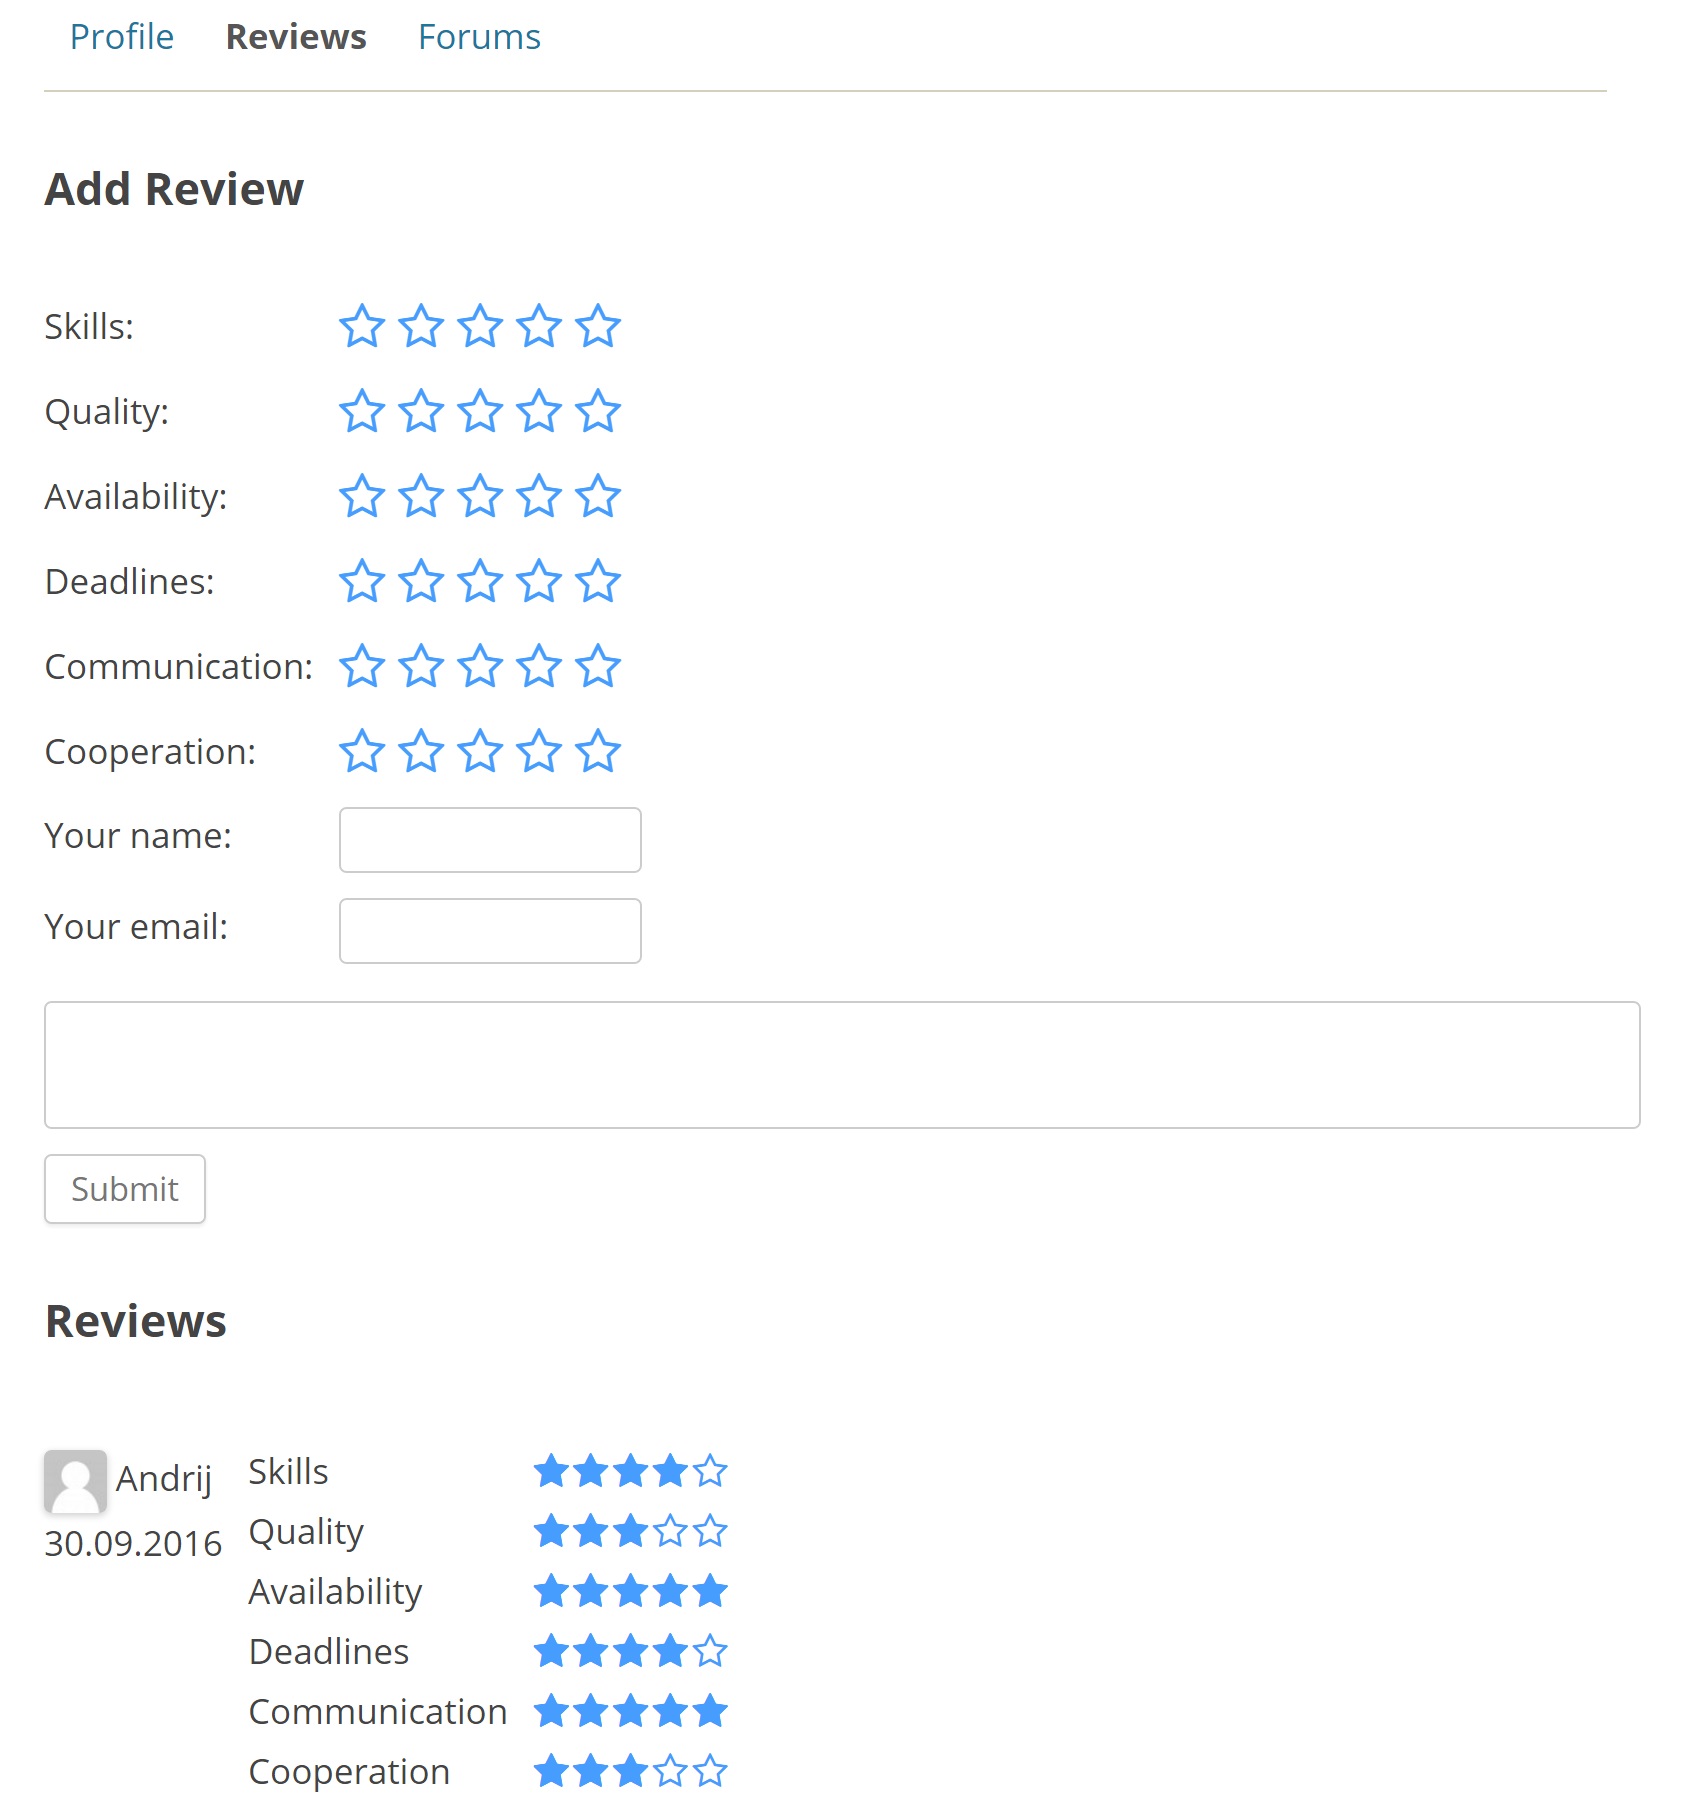 Profile Reviews Forums
Add Review
Skills:
Quality:
Availability:
Deadlines:
Communication:
Cooperation:
Your name:
Your email:
Submit
Reviews
Andrij Skills
30.09.2016 Quality
Availability
Deadlines
Communication
Cooperation